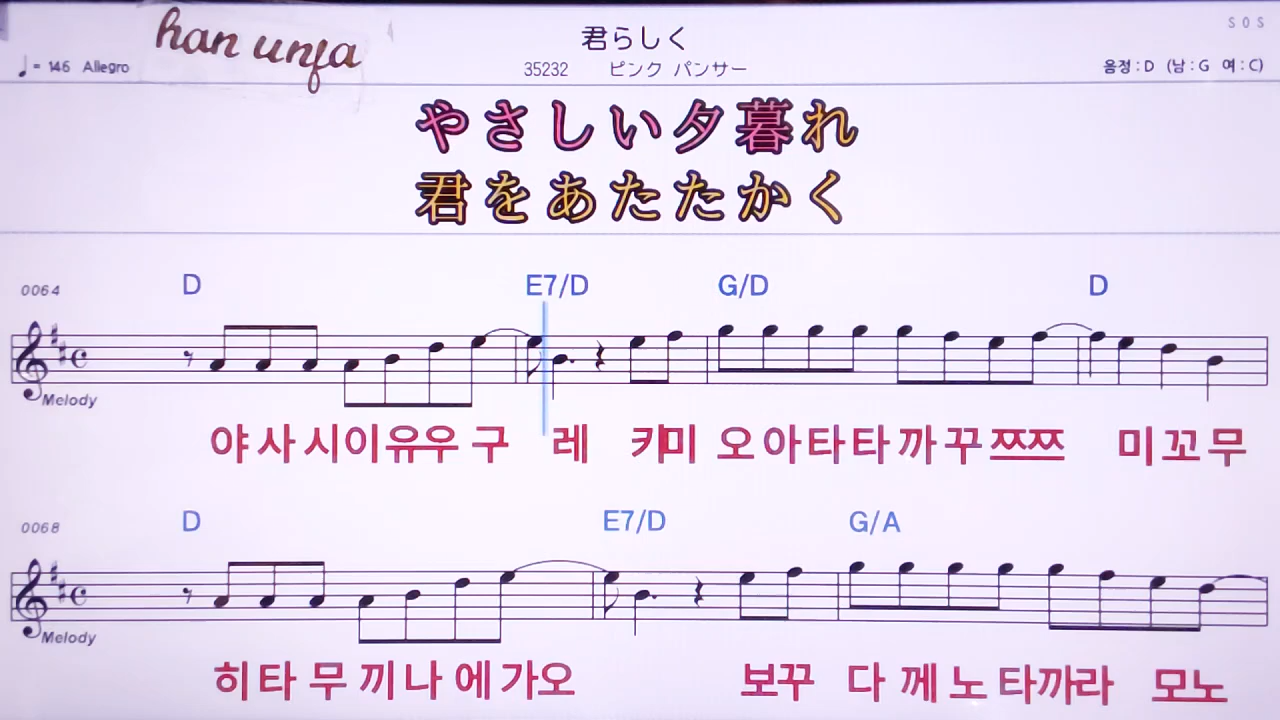 han unja
君らしく
S O S
♩= 146 Allegro
35232 ピンク パンサー
음정 : D (남 : G 여 : C)
やさしい夕暮れ
君をあたたかく
0064 D E7/D G/D D
Melody
야 사 시 이 유우 구 레 키미 오 아 타 타 까 꾸 쯔쯔 미 꼬 무
0068 D E7/D G/A
Melody
히 타 무 끼 나 에 가오 보꾸 다 께 노 타까라 모노